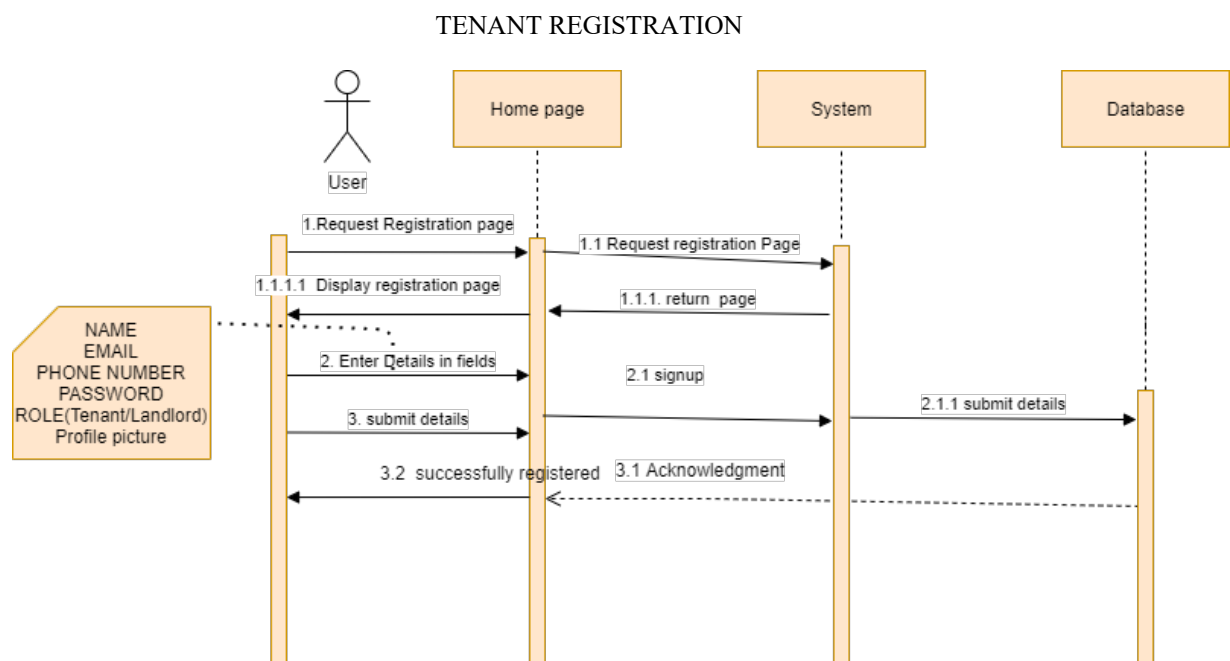 TENANT REGISTRATION
Home page
System
Database
User
1.Request Registration page
1.1 Request registration Page
1.1.1.1 Display registration page
1.1.1. return page
NAME
EMAIL
PHONE NUMBER
PASSWORD
ROLE(Tenant/Landlord)
Profile picture
2. Enter Details in fields
2.1 signup
2.1.1 submit details
3. submit details
3.2 successfully registered
3.1 Acknowledgment